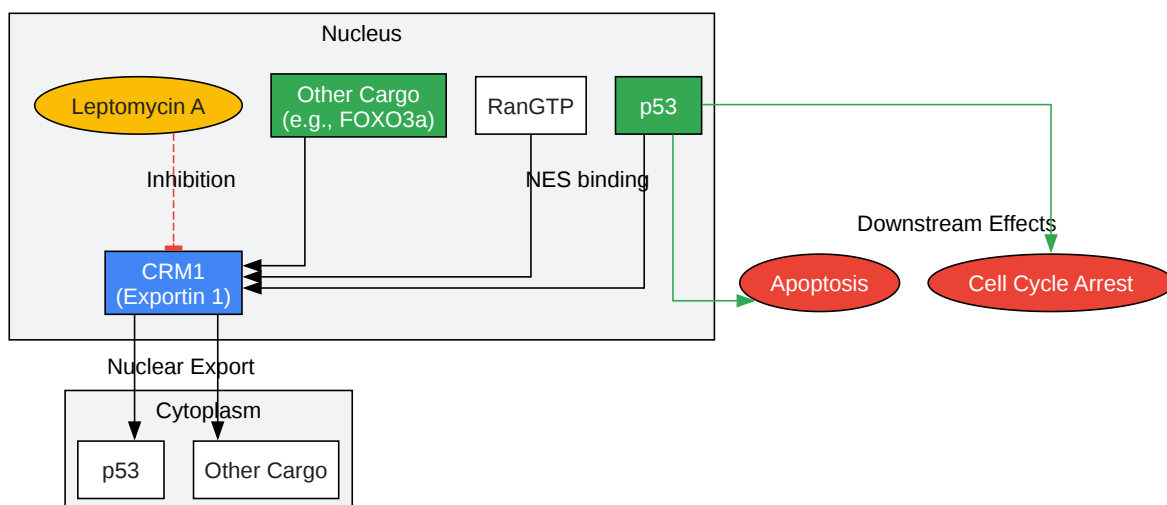 Nucleus
Leptomycin A
Other Cargo
(e.g., FOXO3a)
RanGTP
p53
Inhibition
NES binding
Downstream Effects
CRM1
(Exportin 1)
Apoptosis
Cell Cycle Arrest
Nuclear Export
Cytoplasm
p53
Other Cargo